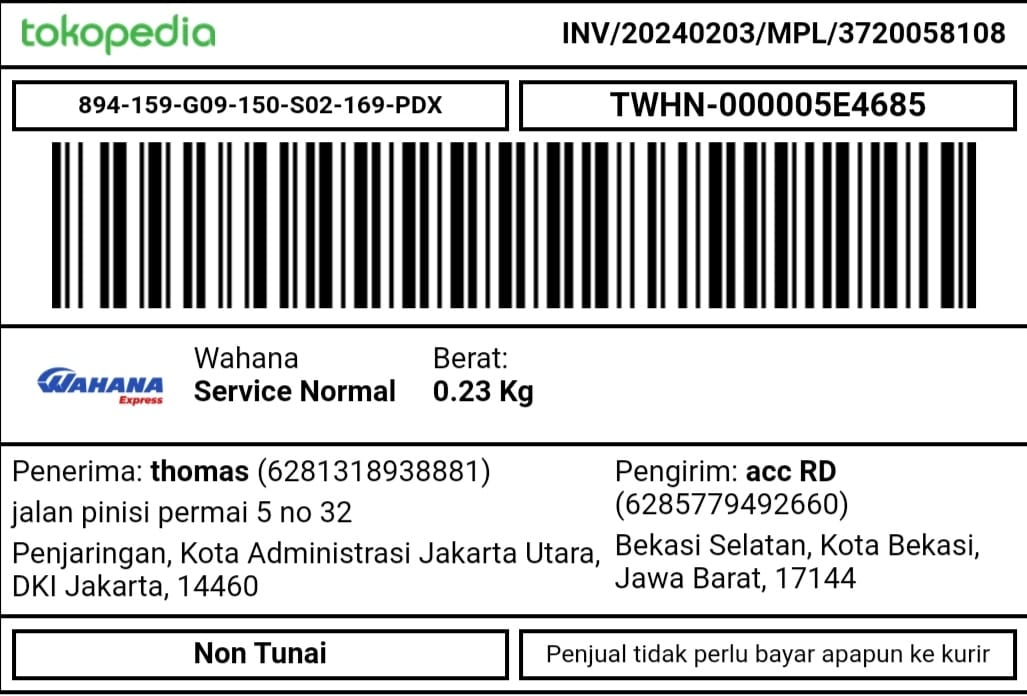 tokopedia
INV/20240203/MPL/3720058108
894-159-G09-150-S02-169-PDX
TWHN-000005E4685
WAHANA
Express
Wahana
Service Normal
Berat:
0.23 Kg
Penerima: thomas (6281318938881)
jalan pinisi permai 5 no 32
Penjaringan, Kota Administrasi Jakarta Utara,
DKI Jakarta, 14460
Pengirim: acc RD
(6285779492660)
Bekasi Selatan, Kota Bekasi,
Jawa Barat, 17144
Non Tunai
Penjual tidak perlu bayar apapun ke kurir